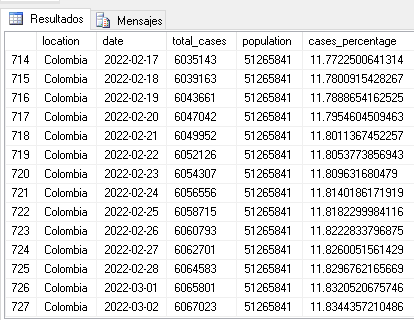 Resultados Mensajes
location date total_cases population cases_percentage
714 Colombia 2022-02-17 6035143 51265841 11.7722500641314
715 Colombia 2022-02-18 6039163 51265841 11.7800915428267
716 Colombia 2022-02-19 6043661 51265841 11.7888654162525
717 Colombia 2022-02-20 6047042 51265841 11.7954604509463
718 Colombia 2022-02-21 6049952 51265841 11.8011367452257
719 Colombia 2022-02-22 6052126 51265841 11.8053773856943
720 Colombia 2022-02-23 6054307 51265841 11.809631680479
721 Colombia 2022-02-24 6056556 51265841 11.8140186171919
722 Colombia 2022-02-25 6058715 51265841 11.8182299984116
723 Colombia 2022-02-26 6060793 51265841 11.8222833796875
724 Colombia 2022-02-27 6062701 51265841 11.8260051561429
725 Colombia 2022-02-28 6064583 51265841 11.8296762165669
726 Colombia 2022-03-01 6065801 51265841 11.8320520675746
727 Colombia 2022-03-02 6067023 51265841 11.8344357210486